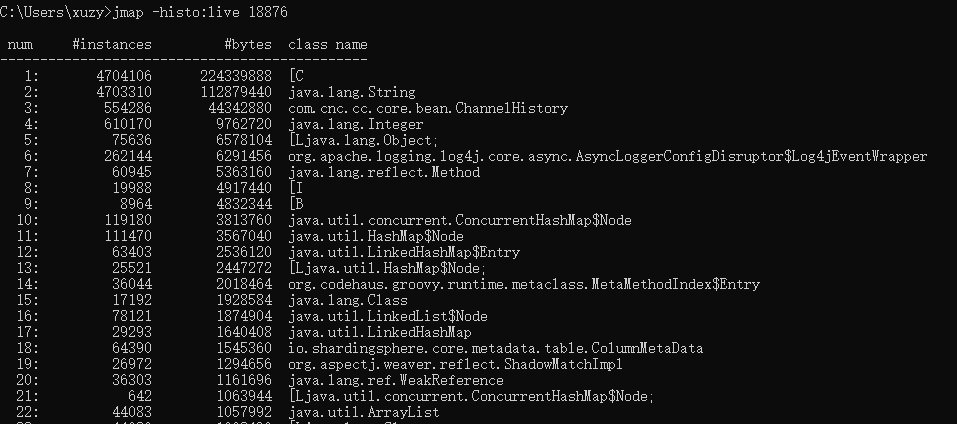 C:\Users\xuzy>jmap -histo:live 18876
num #instances #bytes class name
----------------------------------------------
1: 4704106 224339888 [C
2: 4703310 112879440 java.lang.String
3: 554286 44342880 com.cnc.cc.core.bean.ChannelHistory
4: 610170 9762720 java.lang.Integer
5: 75636 6578104 [Ljava.lang.Object;
6: 262144 6291456 org.apache.logging.log4j.core.async.AsyncLoggerConfigDisruptor$Log4jEventWrapper
7: 60945 5363160 java.lang.reflect.Method
8: 19988 4917440 [I
9: 8964 4832344 [B
10: 119180 3813760 java.util.concurrent.ConcurrentHashMap$Node
11: 111470 3567040 java.util.HashMap$Node
12: 63403 2536120 java.util.LinkedHashMap$Entry
13: 25521 2447272 [Ljava.util.HashMap$Node;
14: 36044 2018464 org.codehaus.groovy.runtime.metaclass.MetaMethodIndex$Entry
15: 17192 1928584 java.lang.Class
16: 78121 1874904 java.util.LinkedList$Node
17: 29293 1640408 java.util.LinkedHashMap
18: 64390 1545360 io.shardingsphere.core.metadata.table.ColumnMetaData
19: 26972 1294656 org.aspectj.weaver.reflect.ShadowMatchImpl
20: 36303 1161696 java.lang.ref.WeakReference
21: 642 1063944 [Ljava.util.concurrent.ConcurrentHashMap$Node;
22: 44083 1057992 java.util.ArrayList